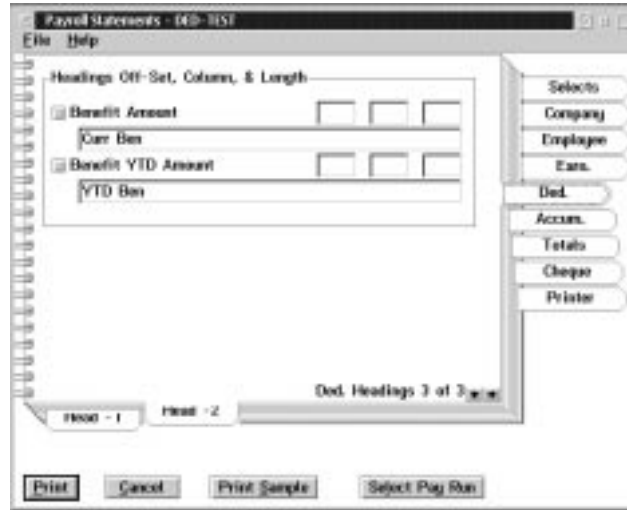 Payroll Statements - DED-TEST
File Help
Headings Off-Set, Column, & Length
Benefit Amount
Curr Ben
Benefit YTD Amount
YTD Ben
Selects
Company
Employee
Earn.
Ded.
Accum.
Totals
Cheque
Printer
Ded. Headings 3 of 3
Head - 1
Head -2
Print Cancel Print Sample Select Pay Run